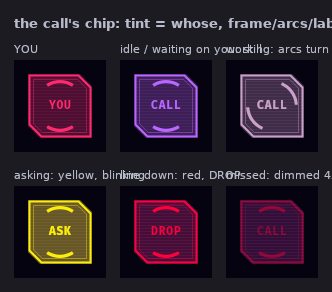 the call's chip: tint = whose, frame/arcs/lab
YOU
idle / waiting on you
working: arcs turn
YOU
CALL
CALL
asking: yellow, blinking
line down: red, DROP
missed: dimmed 4
ASK
DROP
CALL